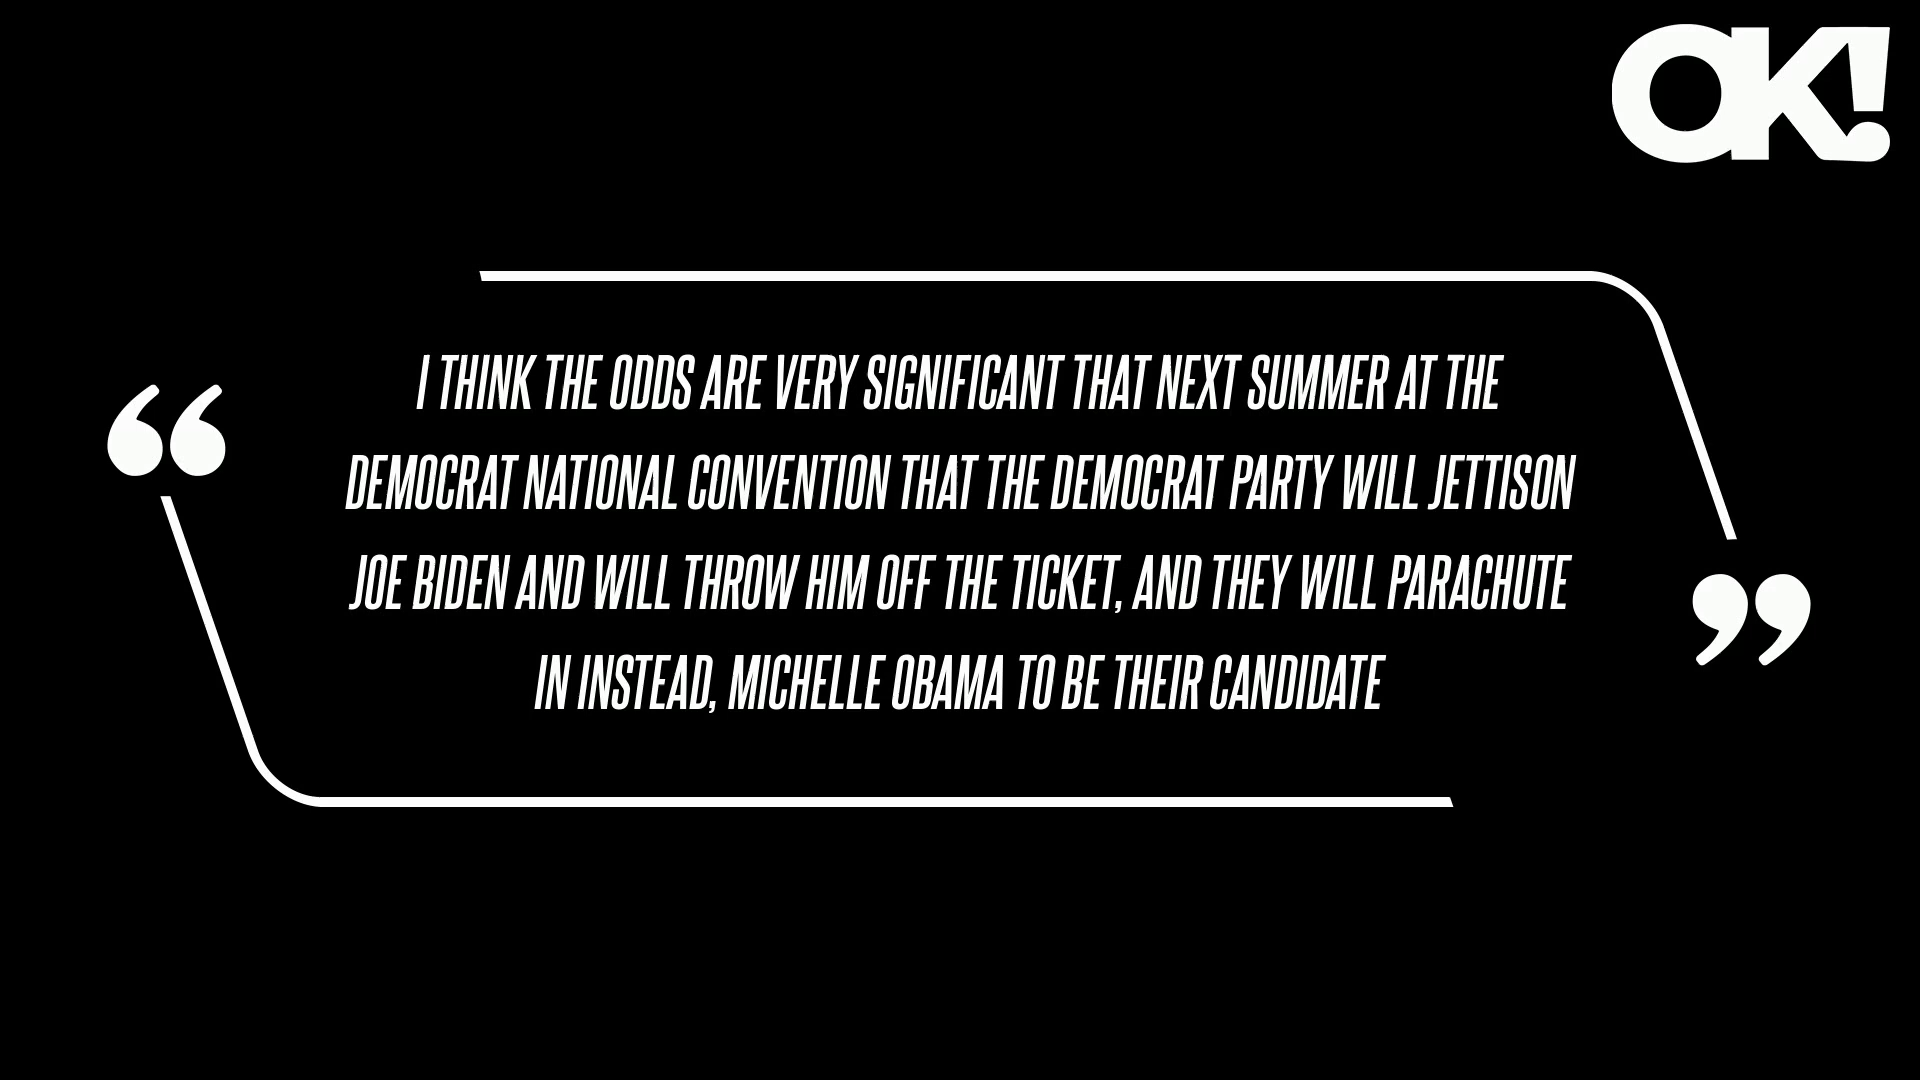 OK!
“
I THINK THE ODDS ARE VERY SIGNIFICANT THAT NEXT SUMMER AT THE
DEMOCRAT NATIONAL CONVENTION THAT THE DEMOCRAT PARTY WILL JETTISON
JOE BIDEN AND WILL THROW HIM OFF THE TICKET, AND THEY WILL PARACHUTE
IN INSTEAD, MICHELLE OBAMA TO BE THEIR CANDIDATE
”